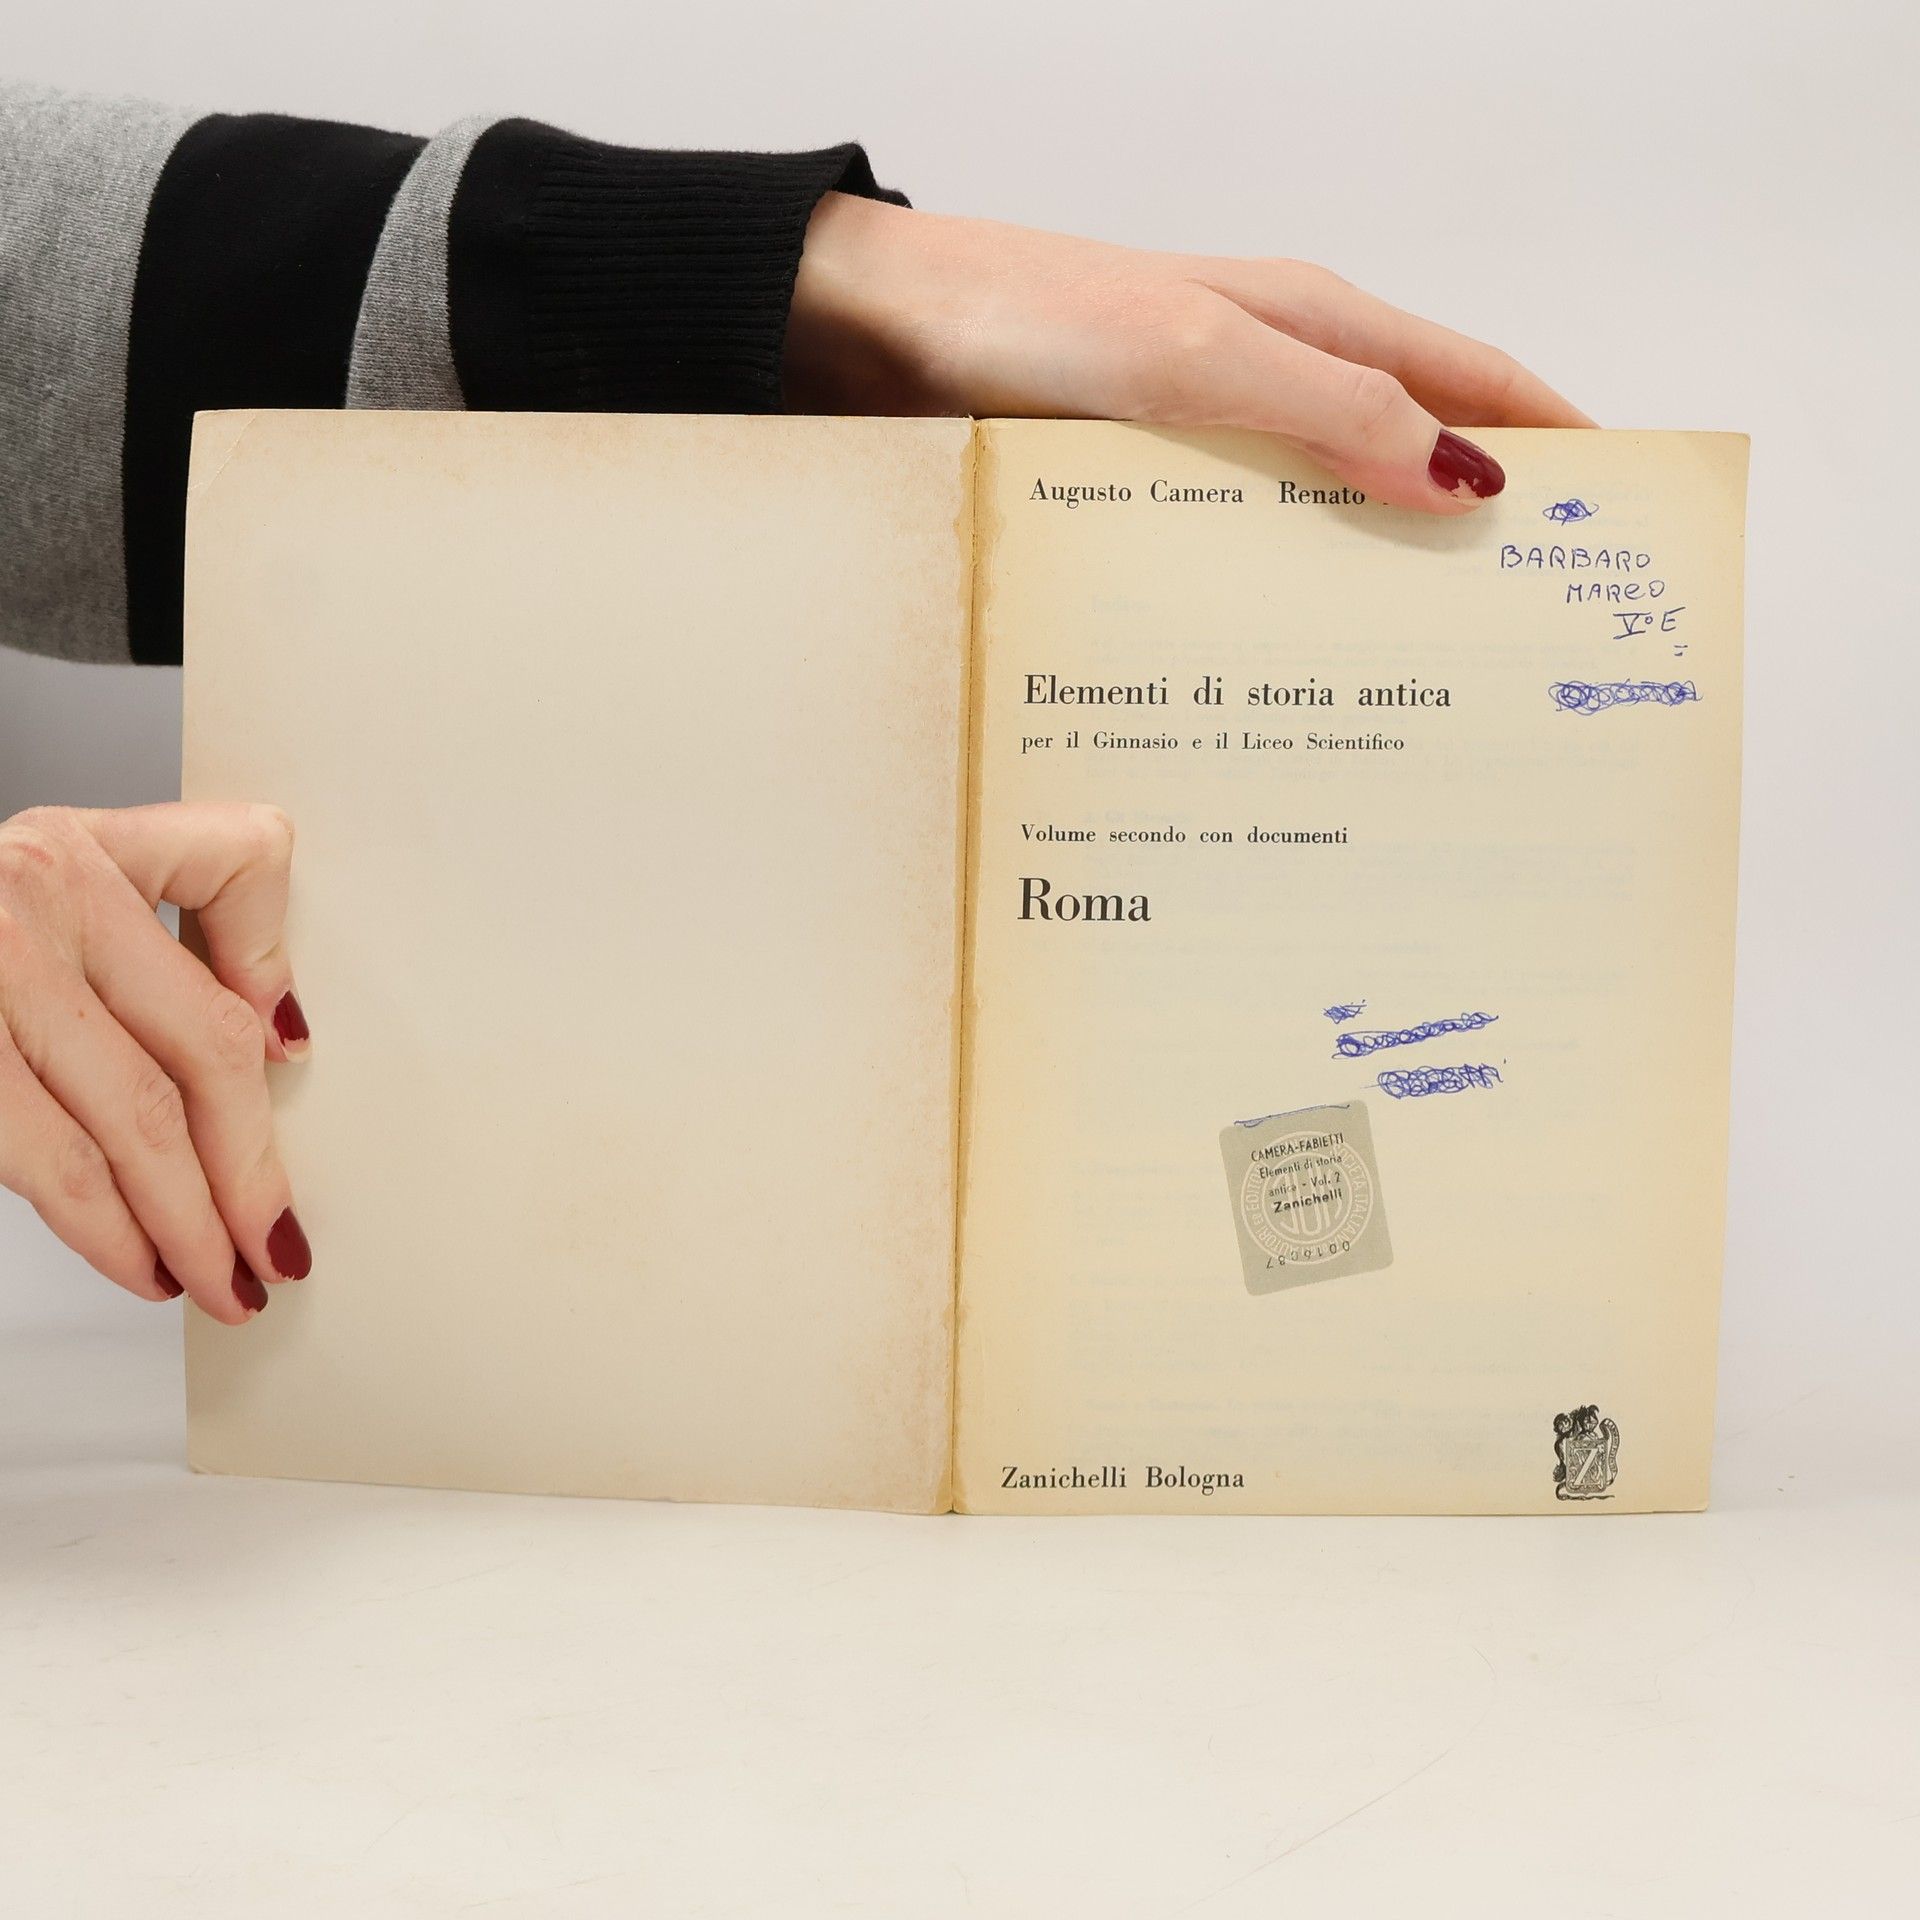 Augusto Camera Renato
BARBARO
MARCO
V° E
Elementi di storia antica
per il Ginnasio e il Liceo Scientifico
Volume secondo con documenti
Roma
CAMERA-FABIETTI
Elementi di storia
antica - Vol. 2
Zanichelli
Zanichelli Bologna
Z